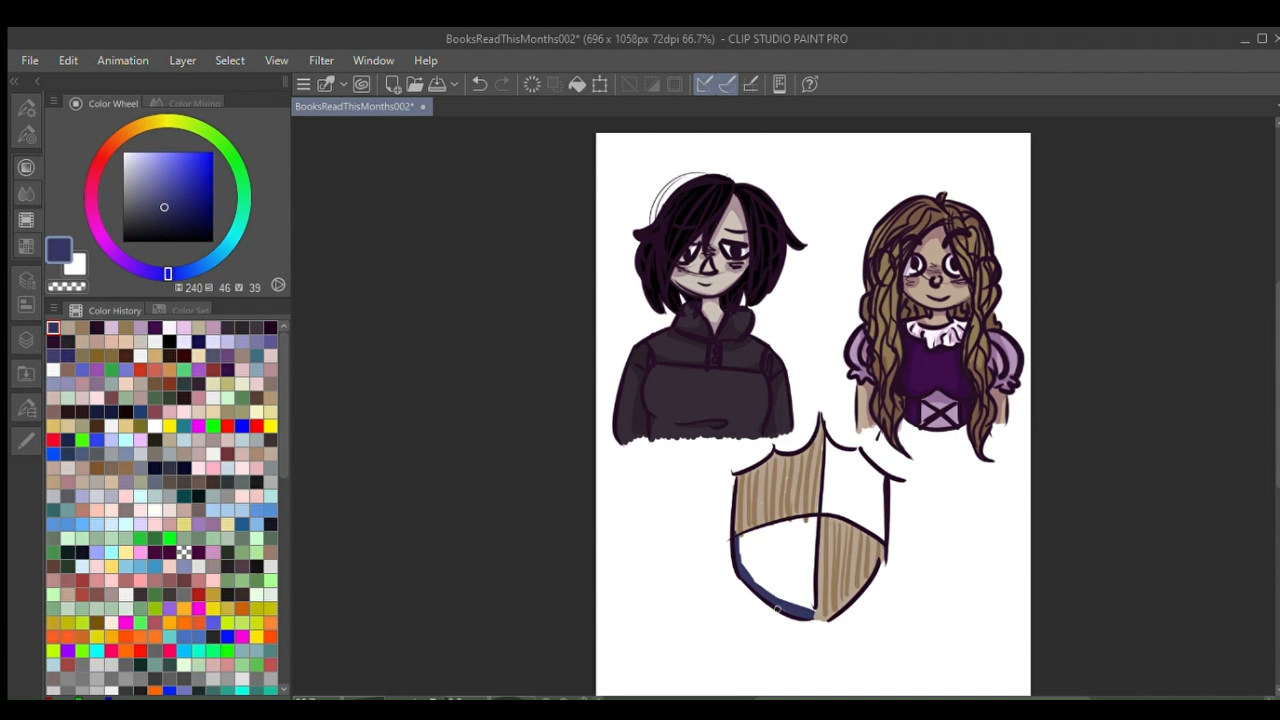 BooksReadThisMonths002* (696 x 1058px 72dpi 66.7%) - CLIP STUDIO PAINT PRO
File Edit Animation Layer Select View Filter Window Help
BooksReadThisMonths002*
Color Wheel Color Mixing
240 S 46 V 39
Color History Color Set